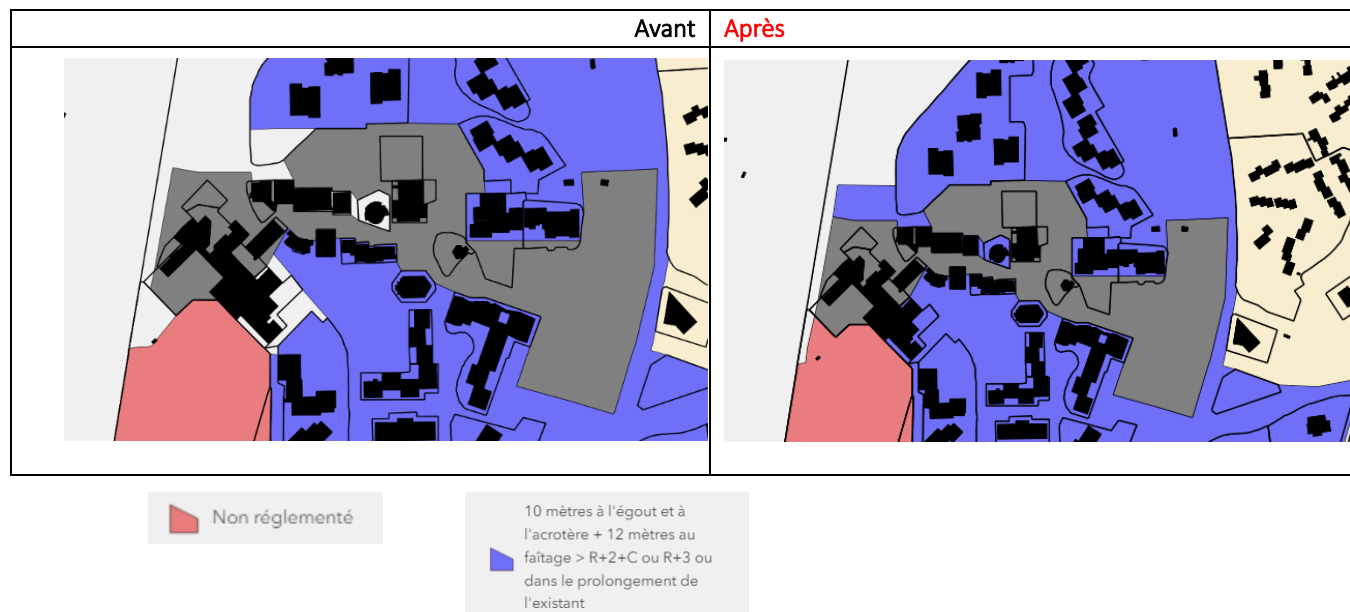 Avant
Après
Non réglementé
10 mètres à l'égout et à
l'acrotère + 12 mètres au
faîtage > R+2+C ou R+3 ou
dans le prolongement de
l'existant